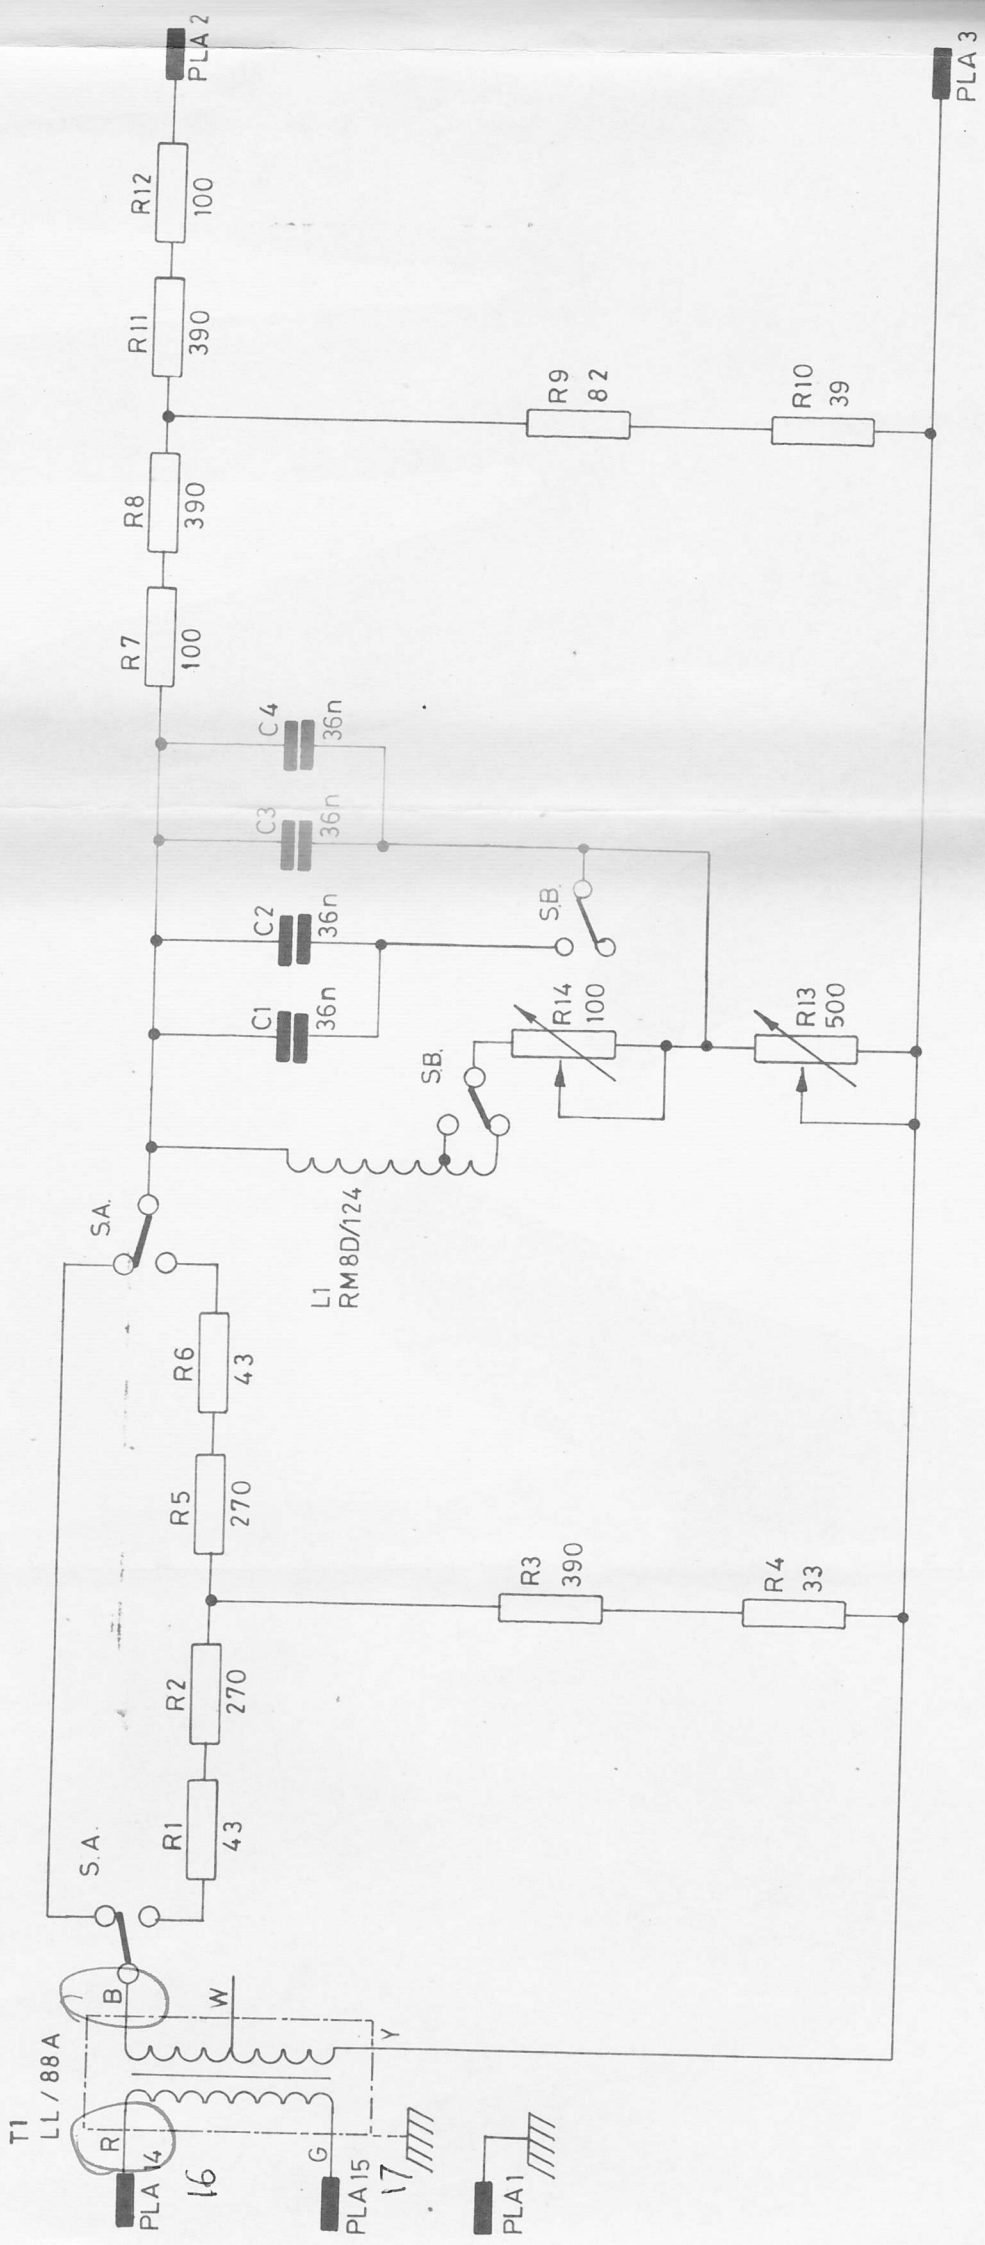 T1
LL/88A
R
PLA 14
16
G
PLA 15
17
PLA 1
B
W
Y
S.A.
R1
43
R2
270
R3
390
R4
33
R5
270
R6
43
S.A.
L1
RM8D/124
S.B.
C1
36n
C2
36n
C3
36n
C4
36n
S.B.
R14
100
R13
500
R7
100
R8
390
R9
82
R10
39
R11
390
R12
100
PLA 2
PLA 3